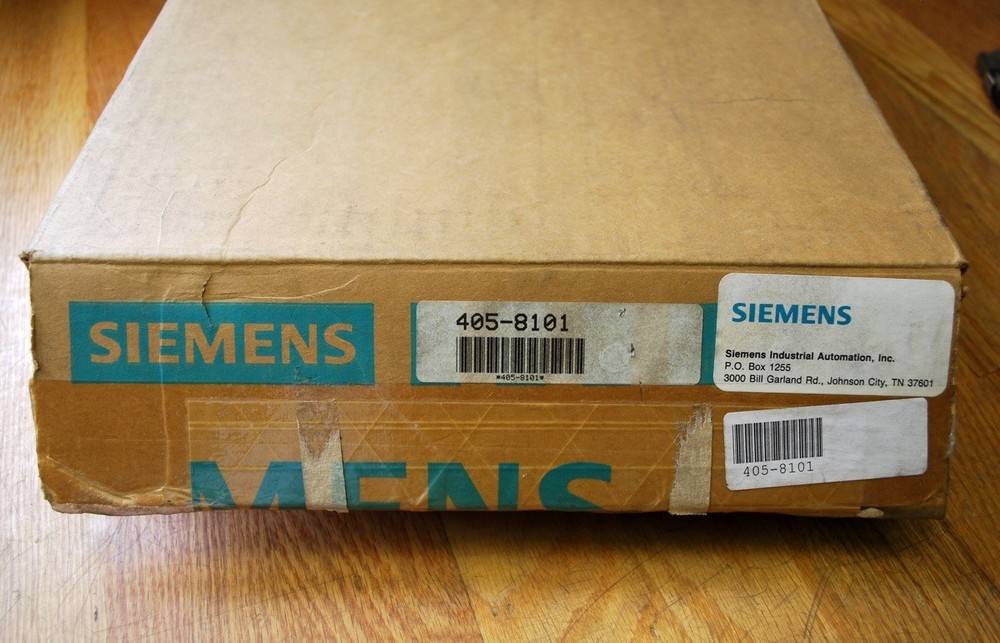 SIEMENS
405-8101
*405-8101*
SIEMENS
Siemens Industrial Automation, Inc.
P.O. Box 1255
3000 Bill Garland Rd., Johnson City, TN 37601
MENS
405-8101